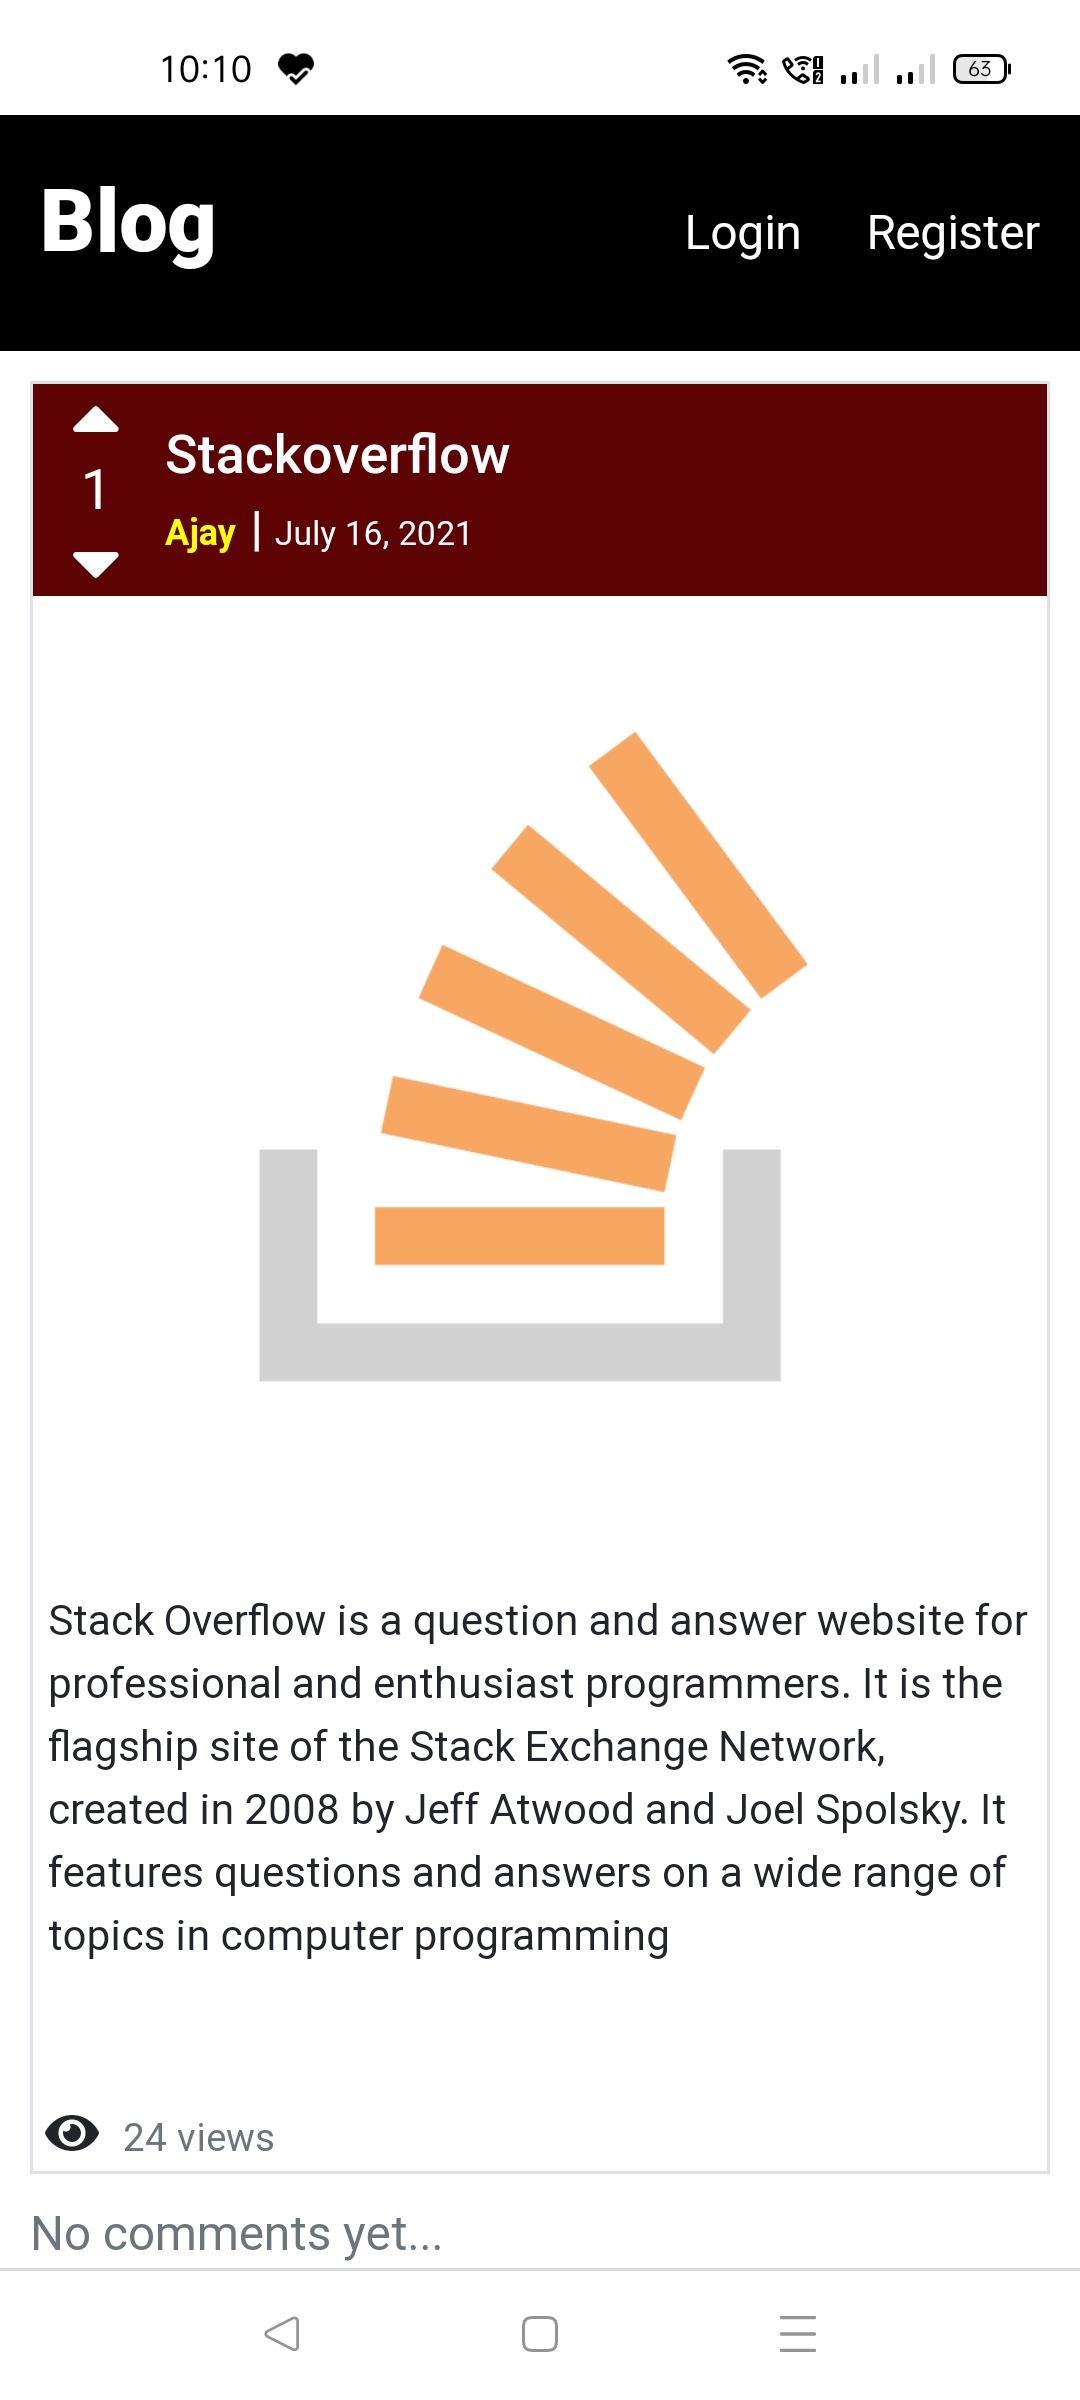 10:10
63
Blog
Login Register
1
Stackoverflow
Ajay | July 16, 2021
Stack Overflow is a question and answer website for
professional and enthusiast programmers. It is the
flagship site of the Stack Exchange Network,
created in 2008 by Jeff Atwood and Joel Spolsky. It
features questions and answers on a wide range of
topics in computer programming
24 views
No comments yet...